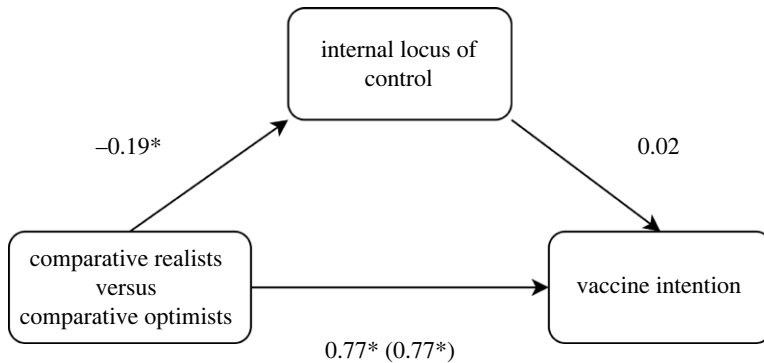 internal locus of
control
–0.19*
0.02
comparative realists
versus
comparative optimists
vaccine intention
0.77* (0.77*)